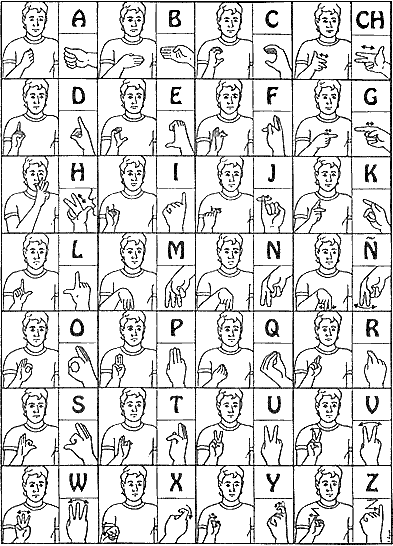 A B C CH
D E F G
H I J K
L M N Ñ
O P Q R
S T U V
W X Y Z